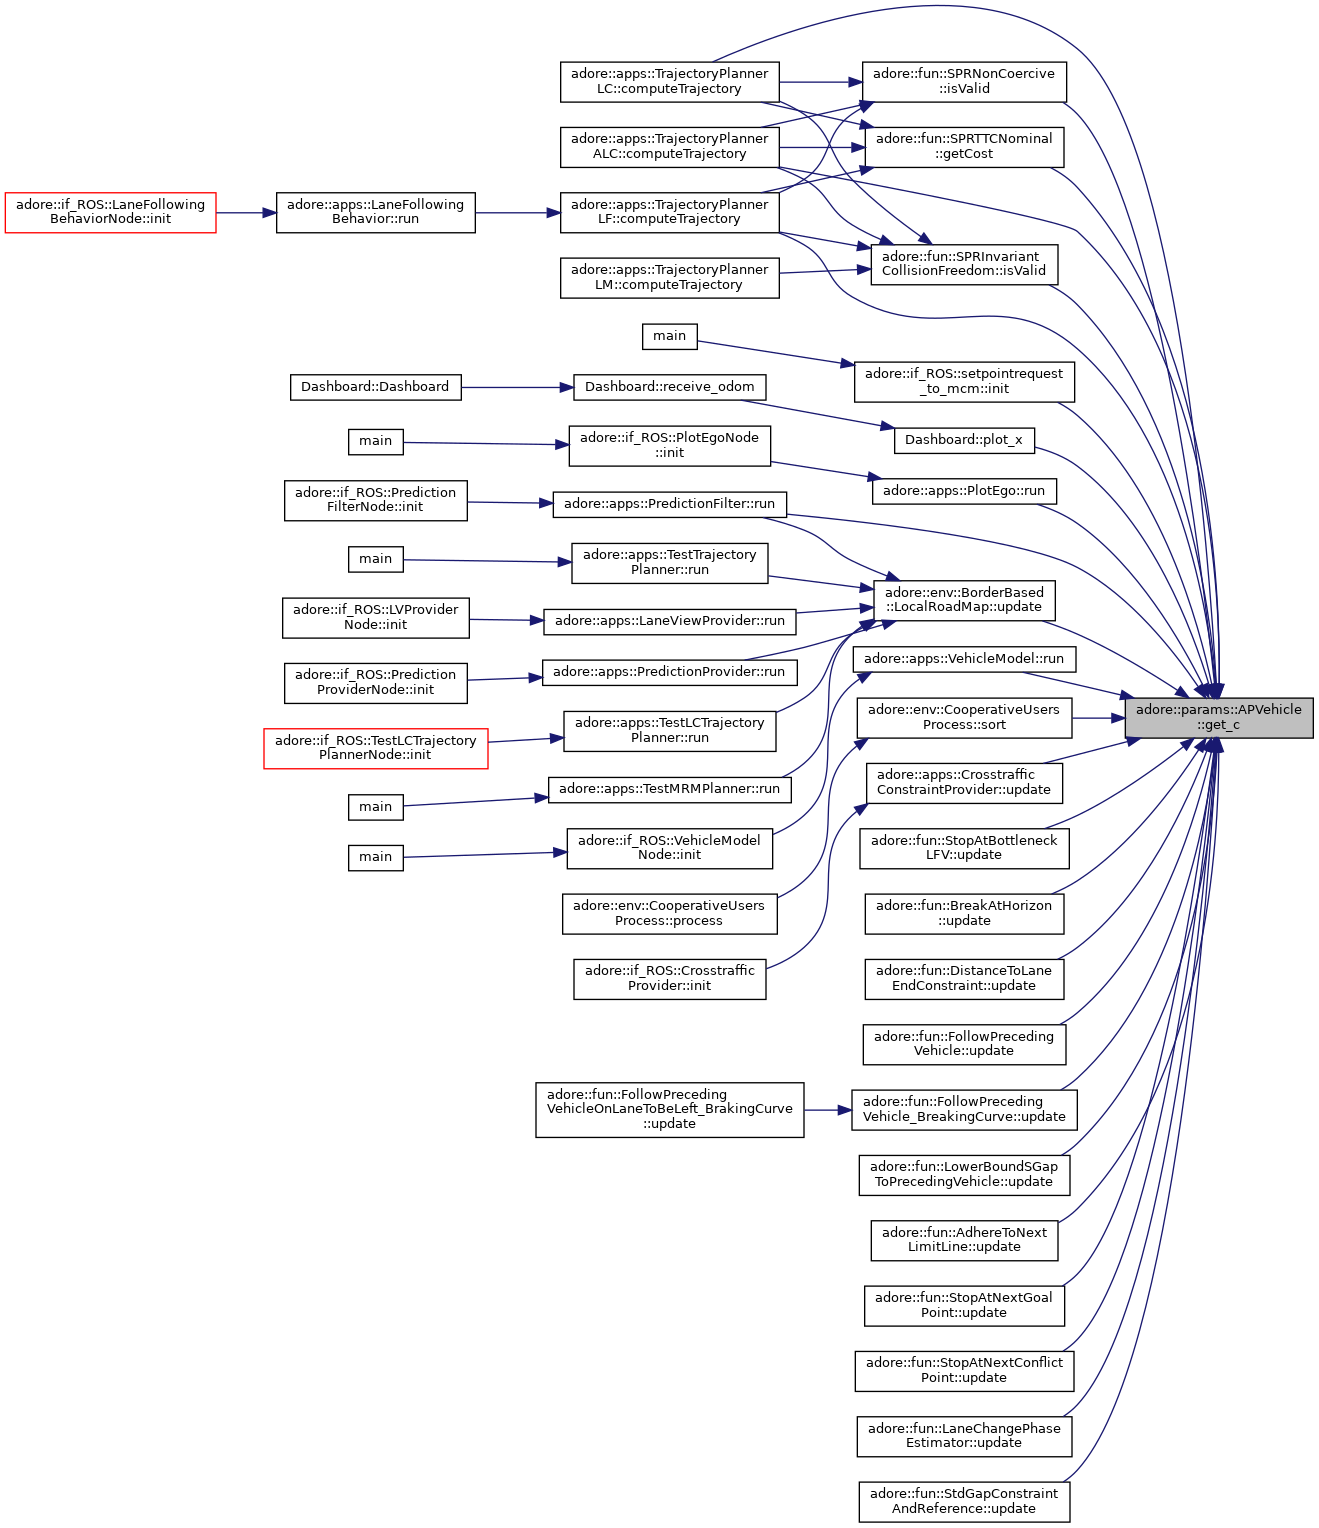 adore::apps::TrajectoryPlanner
LC::computeTrajectory
adore::fun::SPRNonCoercive
::isValid
adore::apps::TrajectoryPlanner
ALC::computeTrajectory
adore::fun::SPRTTCNominal
::getCost
adore::if_ROS::LaneFollowing
BehaviorNode::init
adore::apps::LaneFollowing
Behavior::run
adore::apps::TrajectoryPlanner
LF::computeTrajectory
adore::fun::SPRInvariant
CollisionFreedom::isValid
adore::apps::TrajectoryPlanner
LM::computeTrajectory
main
adore::if_ROS::setpointrequest
_to_mcm::init
Dashboard::Dashboard
Dashboard::receive_odom
Dashboard::plot_x
main
adore::if_ROS::PlotEgoNode
::init
adore::apps::PlotEgo::run
adore::if_ROS::Prediction
FilterNode::init
adore::apps::PredictionFilter::run
main
adore::apps::TestTrajectory
Planner::run
adore::env::BorderBased
::LocalRoadMap::update
adore::if_ROS::LVProvider
Node::init
adore::apps::LaneViewProvider::run
adore::apps::VehicleModel::run
adore::if_ROS::Prediction
ProviderNode::init
adore::apps::PredictionProvider::run
adore::params::APVehicle
::get_c
adore::env::CooperativeUsers
Process::sort
adore::if_ROS::TestLCTrajectory
PlannerNode::init
adore::apps::TestLCTrajectory
Planner::run
adore::apps::Crosstraffic
ConstraintProvider::update
main
adore::apps::TestMRMPlanner::run
main
adore::if_ROS::VehicleModel
Node::init
adore::fun::StopAtBottleneck
LFV::update
adore::env::CooperativeUsers
Process::process
adore::fun::BreakAtHorizon
::update
adore::if_ROS::Crosstraffic
Provider::init
adore::fun::DistanceToLane
EndConstraint::update
adore::fun::FollowPreceding
Vehicle::update
adore::fun::FollowPreceding
VehicleOnLaneToBeLeft_BrakingCurve
::update
adore::fun::FollowPreceding
Vehicle_BreakingCurve::update
adore::fun::LowerBoundSGap
ToPrecedingVehicle::update
adore::fun::AdhereToNext
LimitLine::update
adore::fun::StopAtNextGoal
Point::update
adore::fun::StopAtNextConflict
Point::update
adore::fun::LaneChangePhase
Estimator::update
adore::fun::StdGapConstraint
AndReference::update